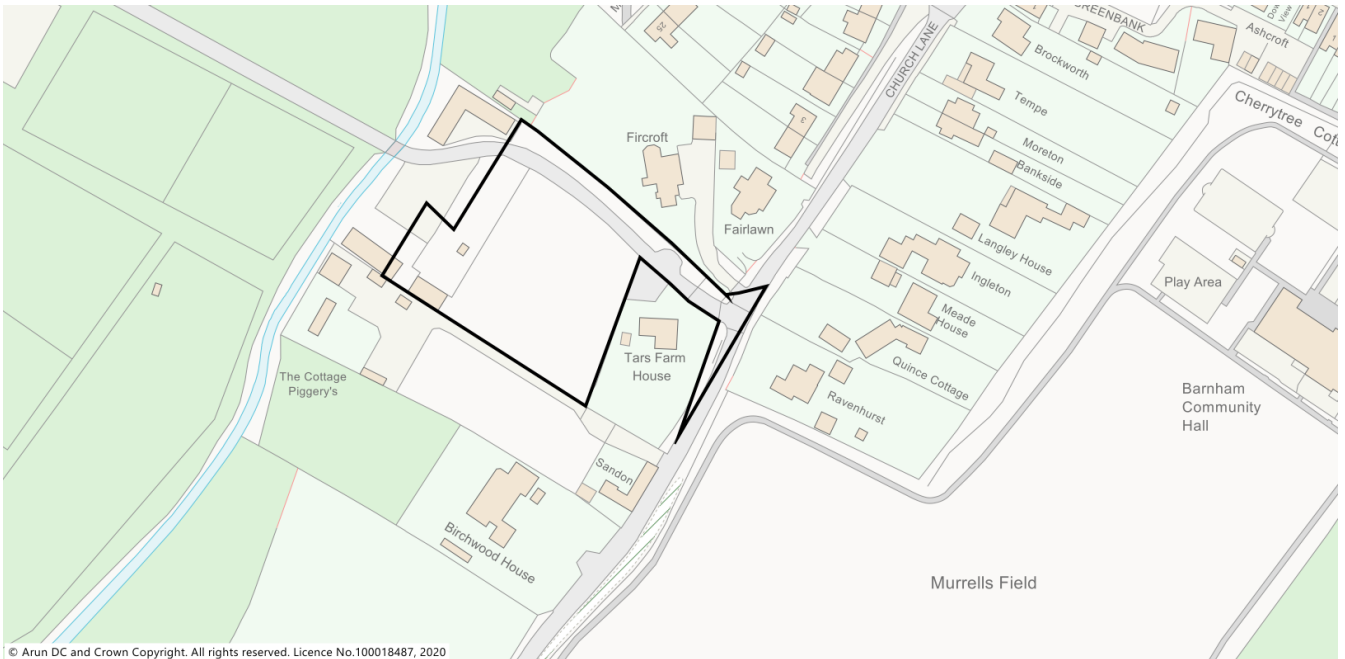 GREENBANK
Ashcroft
Brockworth
CHURCH LANE
25
Tempe
Cherrytree
3
Fircroft
Moreton
Bankside
Fairlawn
Langley House
Ingleton
Play Area
Meade
House
Tars Farm
House
Quince Cottage
The Cottage
Piggery's
Ravenhurst
Barnham
Community
Hall
Sandon
Birchwood House
Murrells Field
© Arun DC and Crown Copyright. All rights reserved. Licence No.100018487, 2020